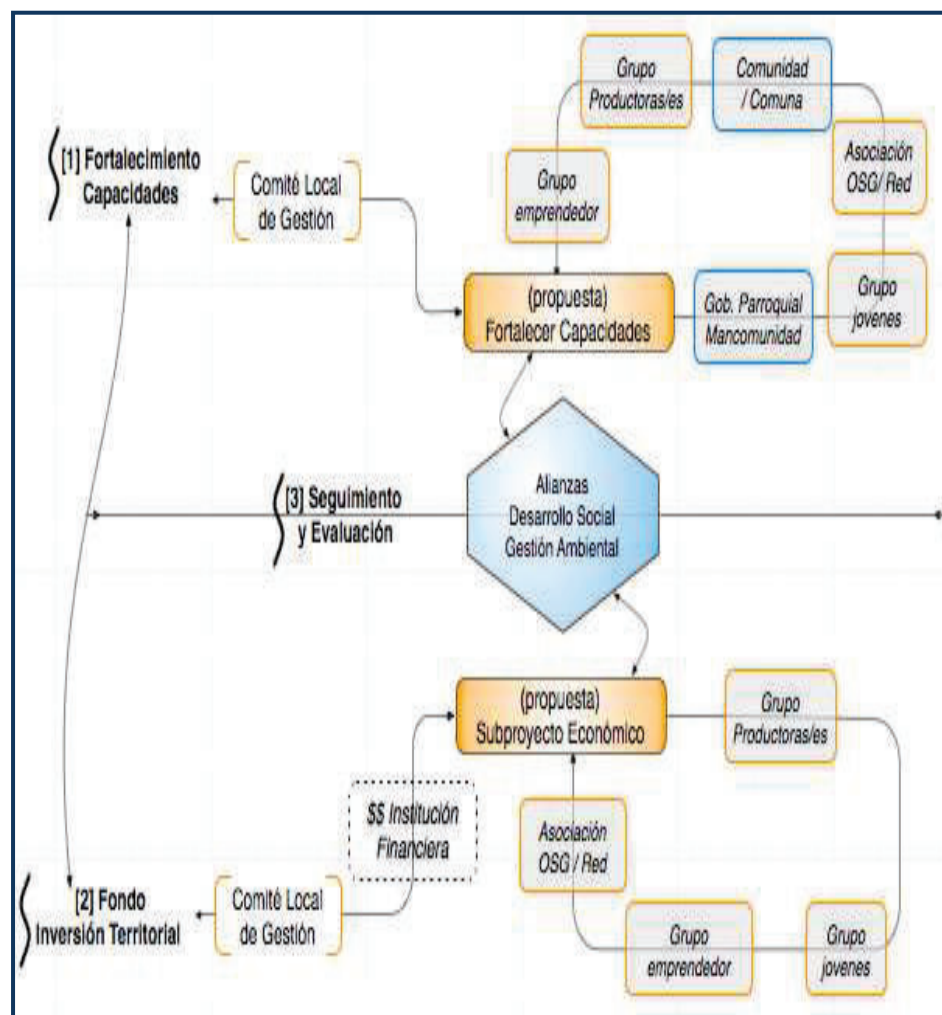 Grupo
Productoras/es
Comunidad
/ Comuna
[1] Fortalecimiento
Capacidades
Comité Local
de Gestión
Grupo
emprendedor
Asociación
OSG/ Red
(propuesta)
Fortalecer Capacidades
Gob. Parroquial
Mancomunidad
Grupo
jovenes
[3] Seguimiento
y Evaluación
Alianzas
Desarrollo Social
Gestión Ambiental
(propuesta)
Subproyecto Económico
Grupo
Productoras/es
$$ Institución
Financiera
Asociación
OSG / Red
[2] Fondo
Inversión Territorial
Comité Local
de Gestión
Grupo
emprendedor
Grupo
jovenes